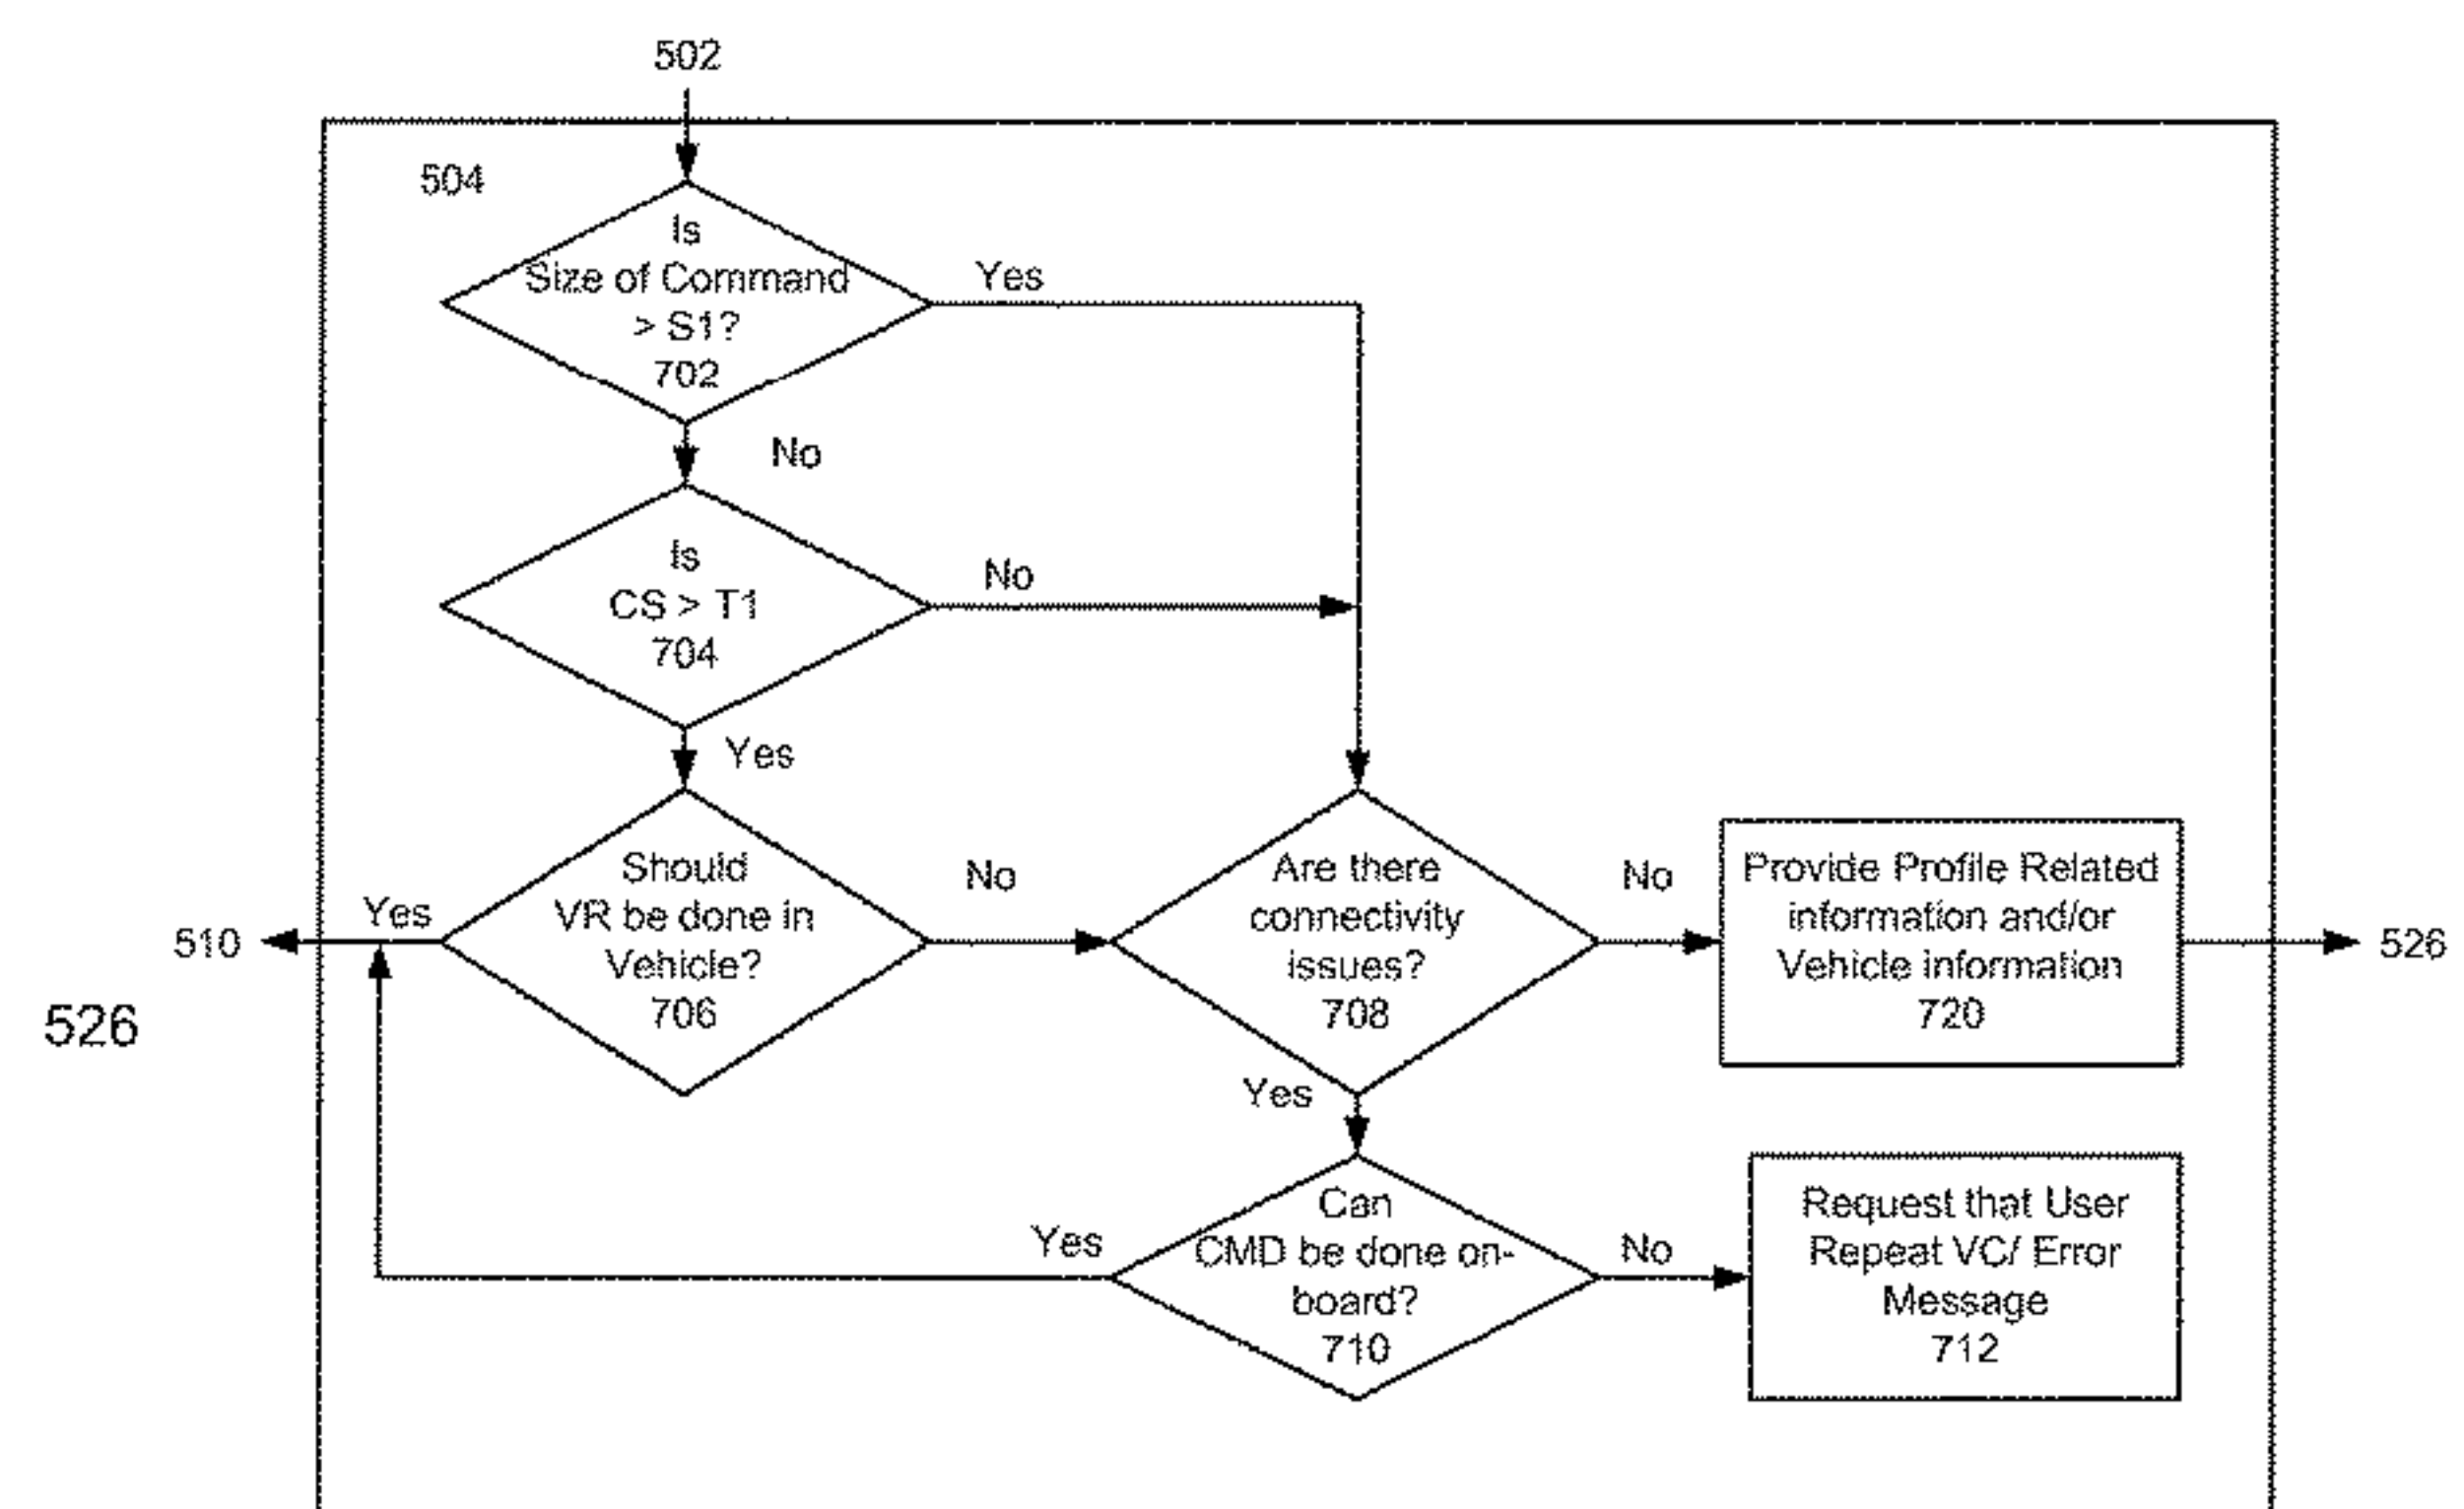 502
504
Is
Size of Command
> S1?
702
Yes
No
Is
CS > T1
704
No
Yes
Should
VR be done in
Vehicle?
706
Yes
510
No
Are there
connectivity
issues?
708
No
Provide Profile Related
information and/or
Vehicle information
720
526
526
Yes
Can
CMD be done on-
board?
710
Yes
No
Request that User
Repeat VC/ Error
Message
712